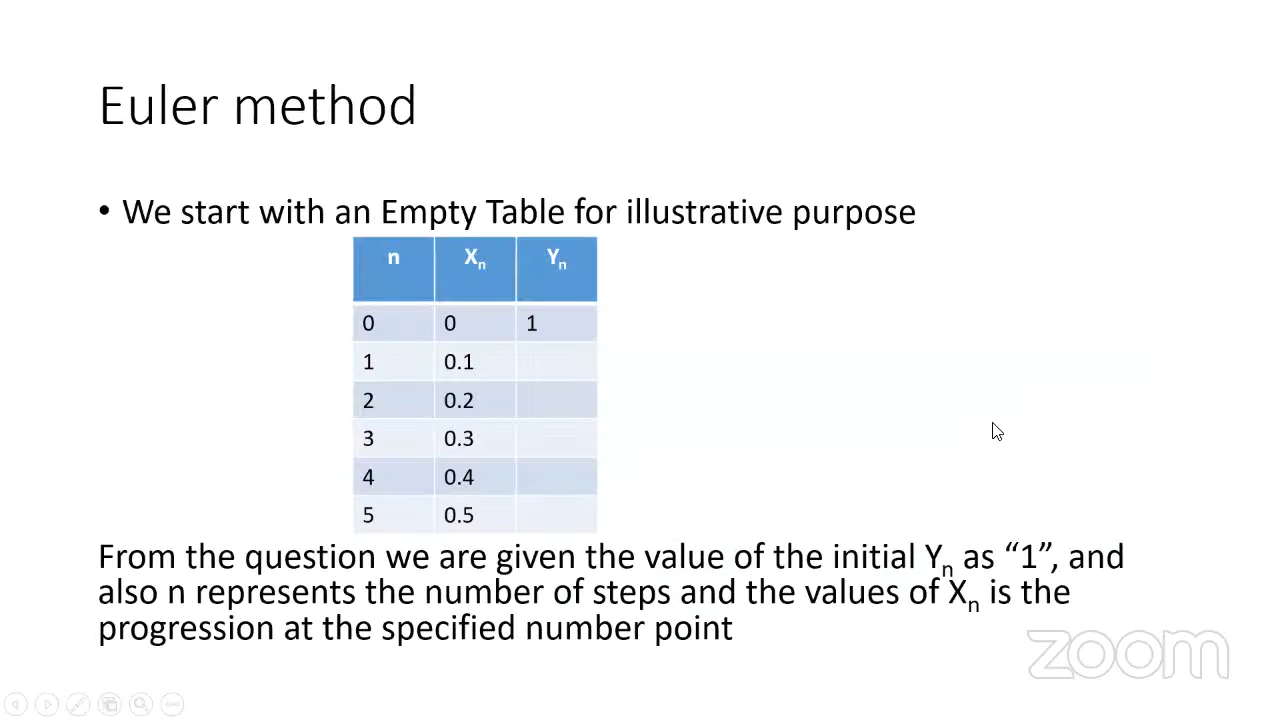 Euler method
• We start with an Empty Table for illustrative purpose
n Xn Yn
0 0 1
1 0.1
2 0.2
3 0.3
4 0.4
5 0.5
From the question we are given the value of the initial Yn as “1”, and
also n represents the number of steps and the values of Xn is the
progression at the specified number point
zoom